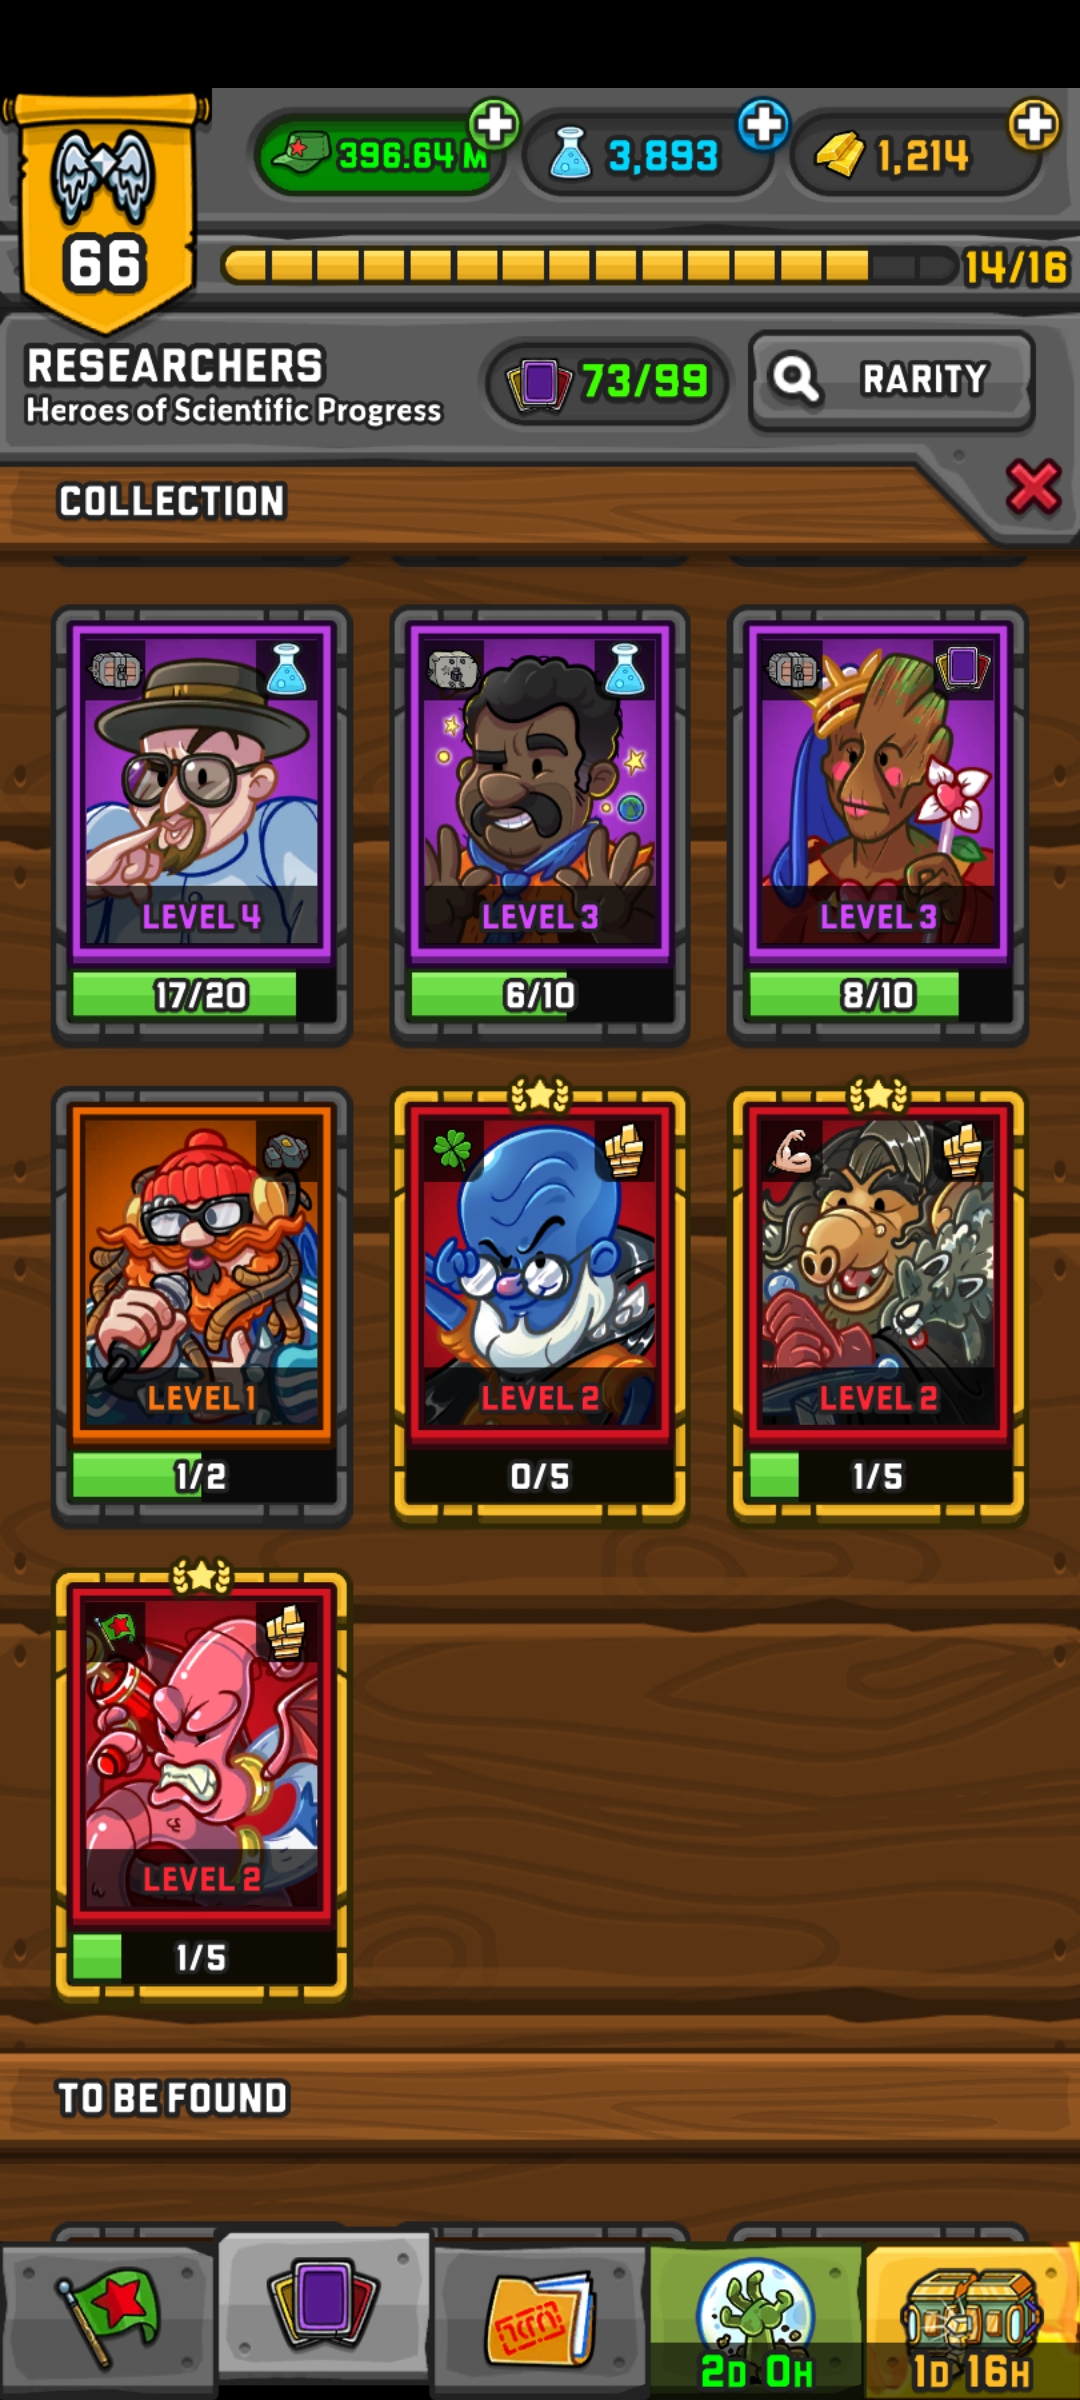 396.64 M
3,893
1,214
66
14/16
RESEARCHERS
Heroes of Scientific Progress
73/99
RARITY
COLLECTION
LEVEL 4
LEVEL 3
LEVEL 3
17/20
6/10
8/10
LEVEL 1
LEVEL 2
LEVEL 2
1/2
0/5
1/5
LEVEL 2
1/5
TO BE FOUND
2D 0H
1D 16H